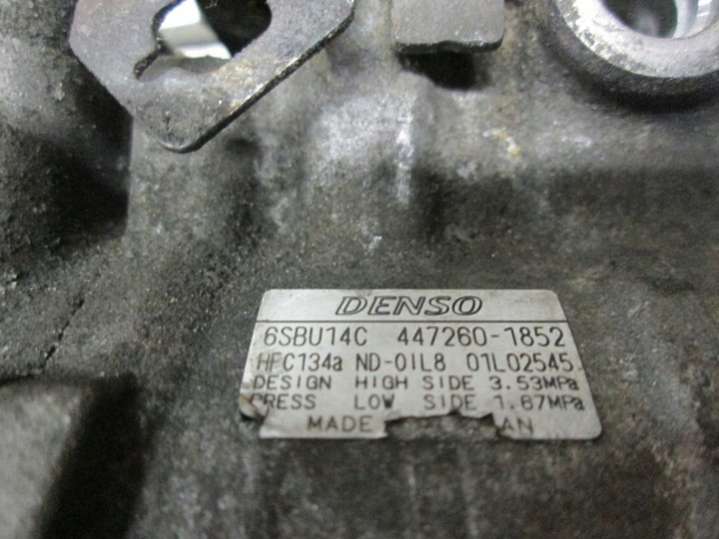 DENSO
6SBU14C 447260-1852
HFC134a ND-OIL8 01L02545
DESIGN HIGH SIDE 3.53MPa
PRESS LOW SIDE 1.67MPa
MADE AN